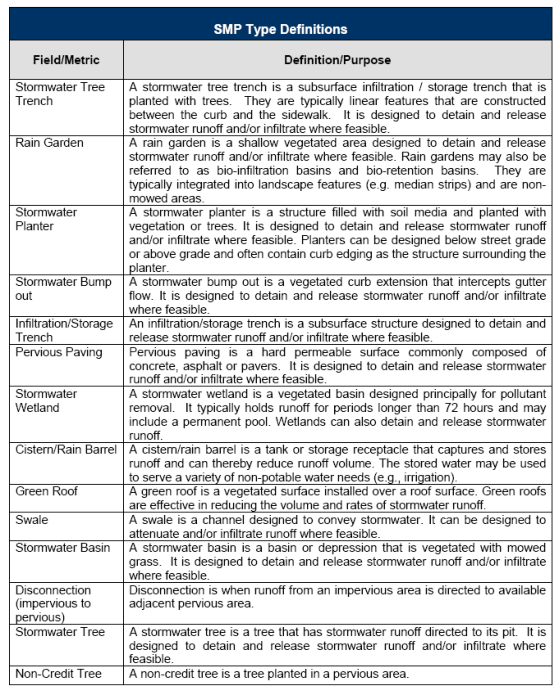 SMP Type Definitions
Field/Metric
Definition/Purpose
Stormwater Tree
Trench
A stormwater tree trench is a subsurface infiltration / storage trench that is
planted with trees. They are typically linear features that are constructed
between the curb and the sidewalk. It is designed to detain and release
stormwater runoff and/or infiltrate where feasible.
Rain Garden
A rain garden is a shallow vegetated area designed to detain and release
stormwater runoff and/or infiltrate where feasible. Rain gardens may also be
referred to as bio-infiltration basins and bio-retention basins. They are
typically integrated into landscape features (e.g. median strips) and are non-
mowed areas.
Stormwater
Planter
A stormwater planter is a structure filled with soil media and planted with
vegetation or trees. It is designed to detain and release stormwater runoff
and/or infiltrate where feasible. Planters can be designed below street grade
or above grade and often contain curb edging as the structure surrounding the
planter.
Stormwater Bump
out
A stormwater bump out is a vegetated curb extension that intercepts gutter
flow. It is designed to detain and release stormwater runoff and/or infiltrate
where feasible.
Infiltration/Storage
Trench
An infiltration/storage trench is a subsurface structure designed to detain and
release stormwater runoff and/or infiltrate where feasible.
Pervious Paving
Pervious paving is a hard permeable surface commonly composed of
concrete, asphalt or pavers. It is designed to detain and release stormwater
runoff and/or infiltrate where feasible.
Stormwater
Wetland
A stormwater wetland is a vegetated basin designed principally for pollutant
removal. It typically holds runoff for periods longer than 72 hours and may
include a permanent pool. Wetlands can also detain and release stormwater
runoff.
Cistern/Rain Barrel
A cistern/rain barrel is a tank or storage receptacle that captures and stores
runoff and can thereby reduce runoff volume. The stored water may be used
to serve a variety of non-potable water needs (e.g., irrigation).
Green Roof
A green roof is a vegetated surface installed over a roof surface. Green roofs
are effective in reducing the volume and rates of stormwater runoff.
Swale
A swale is a channel designed to convey stormwater. It can be designed to
attenuate and/or infiltrate runoff where feasible.
Stormwater Basin
A stormwater basin is a basin or depression that is vegetated with mowed
grass. It is designed to detain and release stormwater runoff and/or infiltrate
where feasible.
Disconnection
(impervious to
pervious)
Disconnection is when runoff from an impervious area is directed to available
adjacent pervious area.
Stormwater Tree
A stormwater tree is a tree that has stormwater runoff directed to its pit. It is
designed to detain and release stormwater runoff and/or infiltrate where
feasible.
Non-Credit Tree
A non-credit tree is a tree planted in a pervious area.